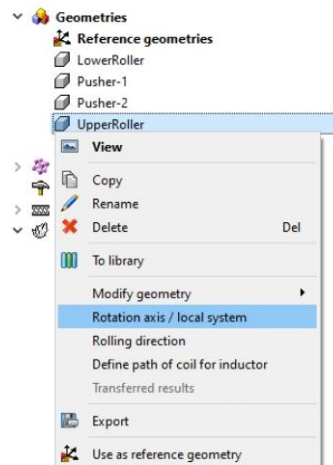 Geometries
Reference geometries
LowerRoller
Pusher-1
Pusher-2
UpperRoller
View
Copy
Rename
Delete Del
To library
Modify geometry
Rotation axis / local system
Rolling direction
Define path of coil for inductor
Transferred results
Export
Use as reference geometry